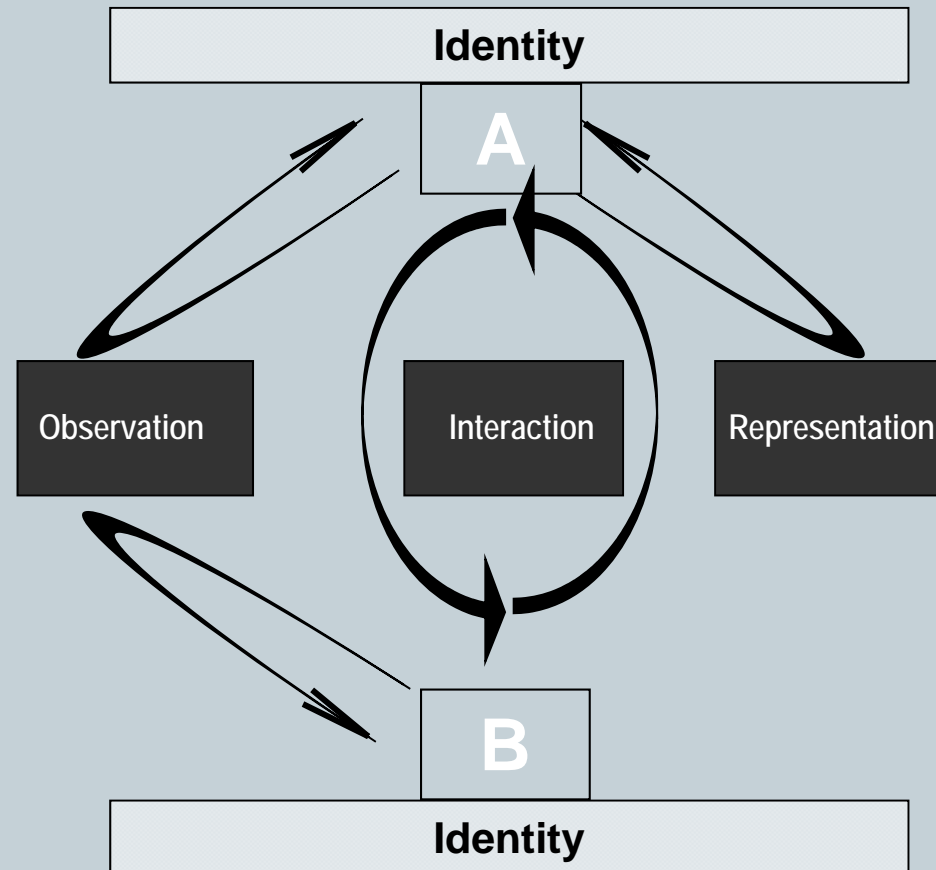 Identity
A
Observation
Interaction
Representation
B
Identity